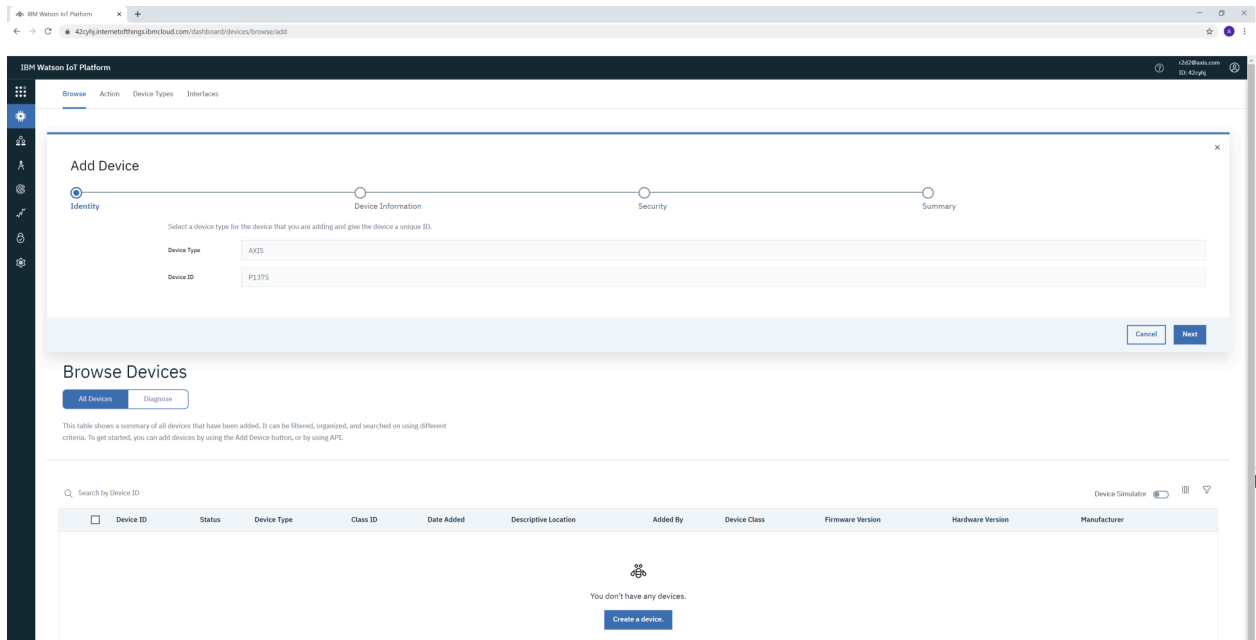 IBM Watson IoT Platform
42cyhj.internetofthings.ibmcloud.com/dashboard/devices/browse/add
A
IBM Watson IoT Platform
r2d2@axis.com
ID: 42cyhj
Browse Action Device Types Interfaces
Add Device
Identity Device Information Security Summary
Select a device type for the device that you are adding and give the device a unique ID.
Device Type AXIS
Device ID P1375
Cancel Next
Browse Devices
All Devices Diagnose
This table shows a summary of all devices that have been added. It can be filtered, organized, and searched on using different
criteria. To get started, you can add devices by using the Add Device button, or by using API.
Search by Device ID Device Simulator
Device ID Status Device Type Class ID Date Added Descriptive Location Added By Device Class Firmware Version Hardware Version Manufacturer
You don't have any devices.
Create a device.